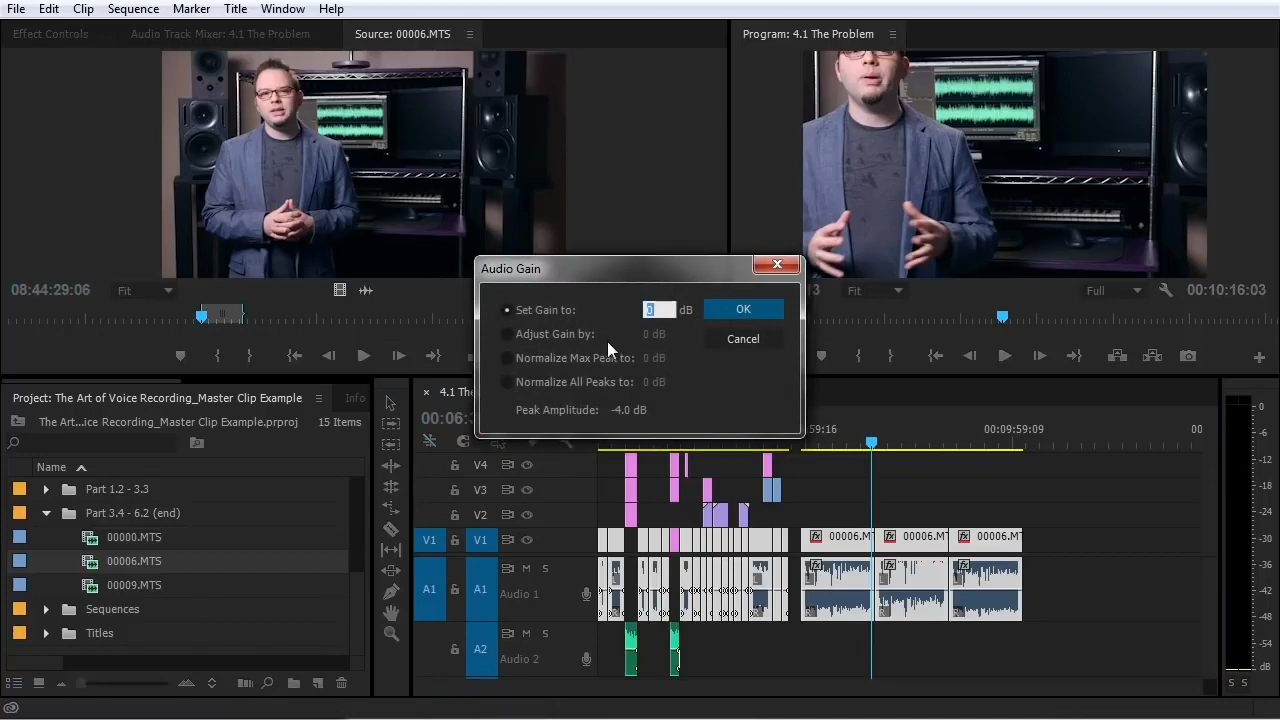 File Edit Clip Sequence Marker Title Window Help
Effect Controls Audio Track Mixer: 4.1 The Problem Source: 00006.MTS
Program: 4.1 The Problem
Audio Gain
Set Gain to: 0 dB OK
Adjust Gain by: 0 dB Cancel
Normalize Max Peak to: 0 dB
Normalize All Peaks to: 0 dB
Peak Amplitude: -4.0 dB
08:44:29:06 Fit
Fit Full 00:10:16:03
Project: The Art of Voice Recording_Master Clip Example Info
The Art...ice Recording_Master Clip Example.prproj 15 Items
Name
Part 1.2 - 3.3
Part 3.4 - 6.2 (end)
00000.MTS
00006.MTS
00009.MTS
Sequences
Titles
× 4.1
59:16 00:09:59:09 00
V4
V3
V2
V1 V1 00006.M 00006.M 00006.M
M S
A1 A1 Audio 1
M S
A2 Audio 2
0
-6
-12
-18
-24
-30
-36
-42
-48
-54
dB
S S